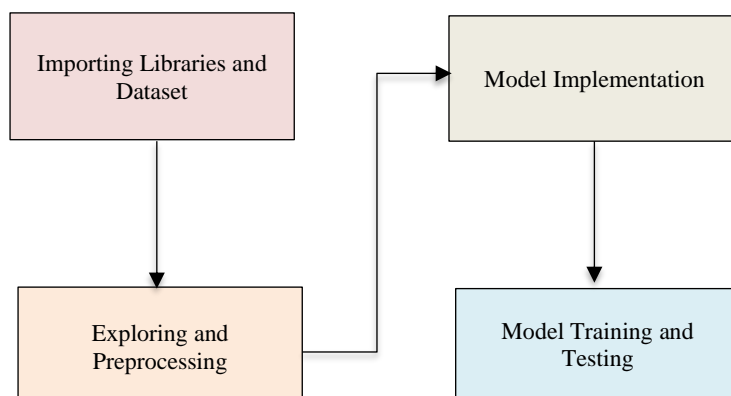 Importing Libraries and
Dataset
Exploring and
Preprocessing
Model Implementation
Model Training and
Testing